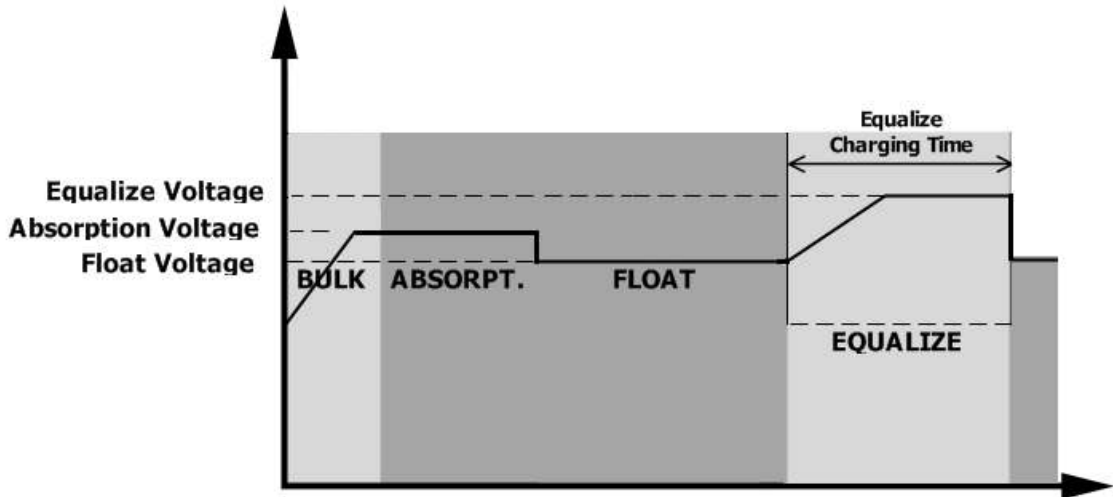 Equalize
Charging Time
Equalize Voltage
Absorption Voltage
Float Voltage
BULK
ABSORPT.
FLOAT
EQUALIZE